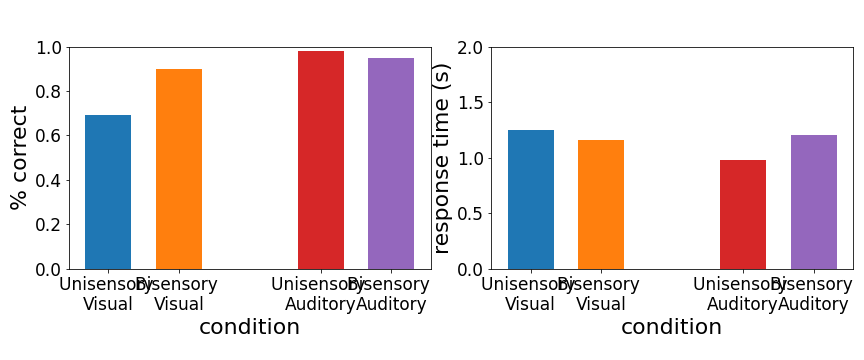 1.0
0.8
0.6
0.4
0.2
0.0
% correct
Unisensory Bisensory Unisensory Bisensory
Visual Visual Auditory Auditory
condition
2.0
1.5
1.0
0.5
0.0
response time (s)
Unisensory Bisensory Unisensory Bisensory
Visual Visual Auditory Auditory
condition